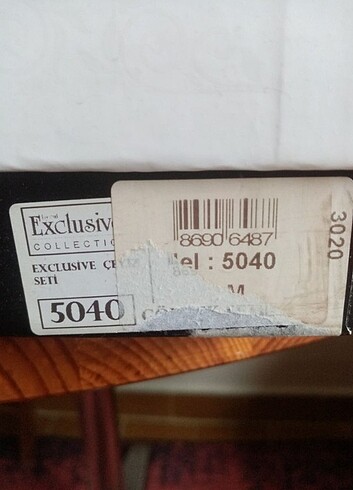 Exclusiv
COLLECTIO
EXCLUSIVE ÇEYİZ
SETİ
5040
8690 6487
del : 5040
M
3020